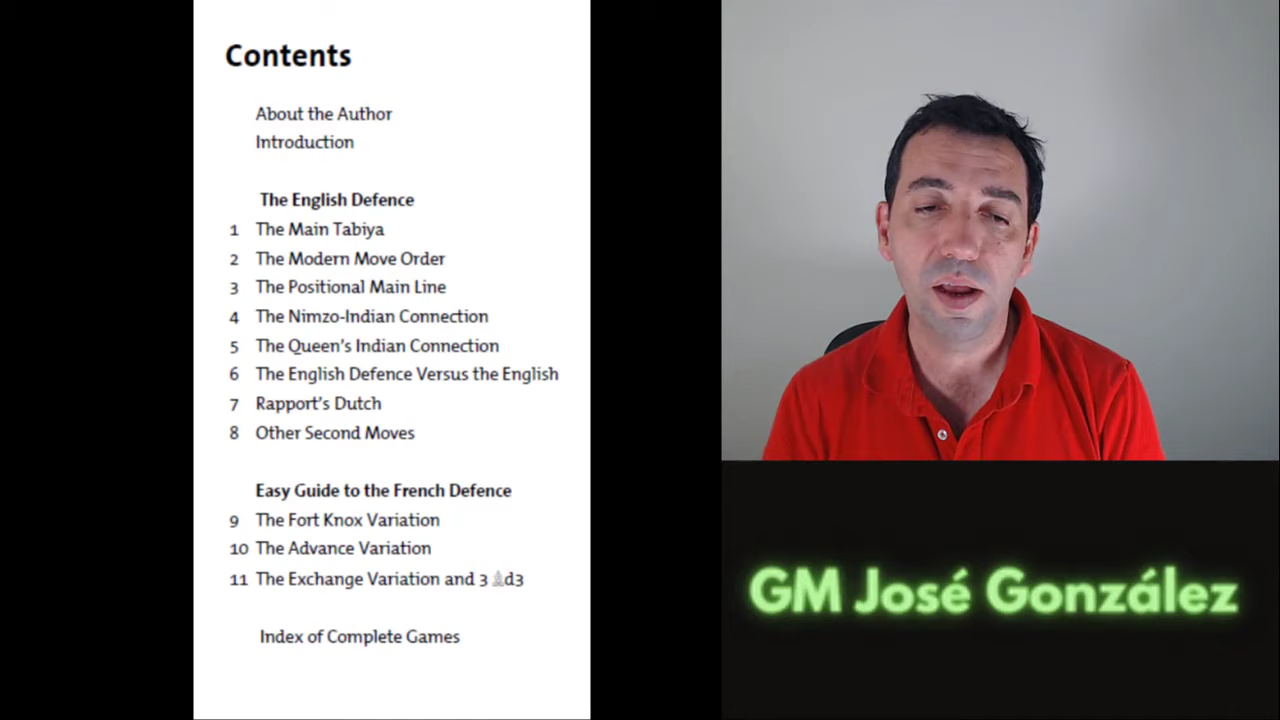 Contents
About the Author
Introduction
The English Defence
1 The Main Tabiya
2 The Modern Move Order
3 The Positional Main Line
4 The Nimzo-Indian Connection
5 The Queen's Indian Connection
6 The English Defence Versus the English
7 Rapport's Dutch
8 Other Second Moves
Easy Guide to the French Defence
9 The Fort Knox Variation
10 The Advance Variation
11 The Exchange Variation and 3 ♗d3
Index of Complete Games
GM José González